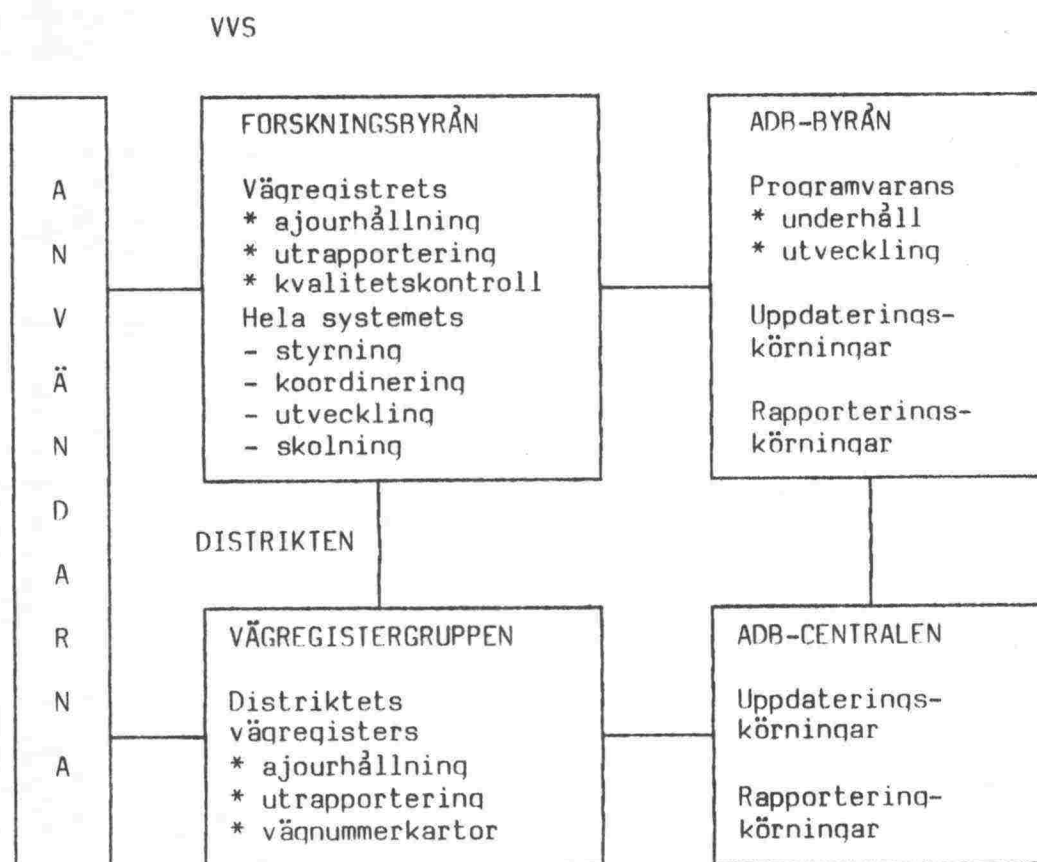 VVS
ANVÄNDARNA
FORSKNINGSBYRÅN
Vägregistrets
* ajourhållning
* utrapportering
* kvalitetskontroll
Hela systemets
- styrning
- koordinering
- utveckling
- skolning
ADB-BYRÅN
Programvarans
* underhåll
* utveckling
Uppdaterings-
körningar
Rapporterings-
körningar
DISTRIKTEN
VÄGREGISTERGRUPPEN
Distriktets
vägregisters
* ajourhållning
* utrapportering
* vägnummerkartor
ADB-CENTRALEN
Uppdaterings-
körningar
Rapportering-
körningar